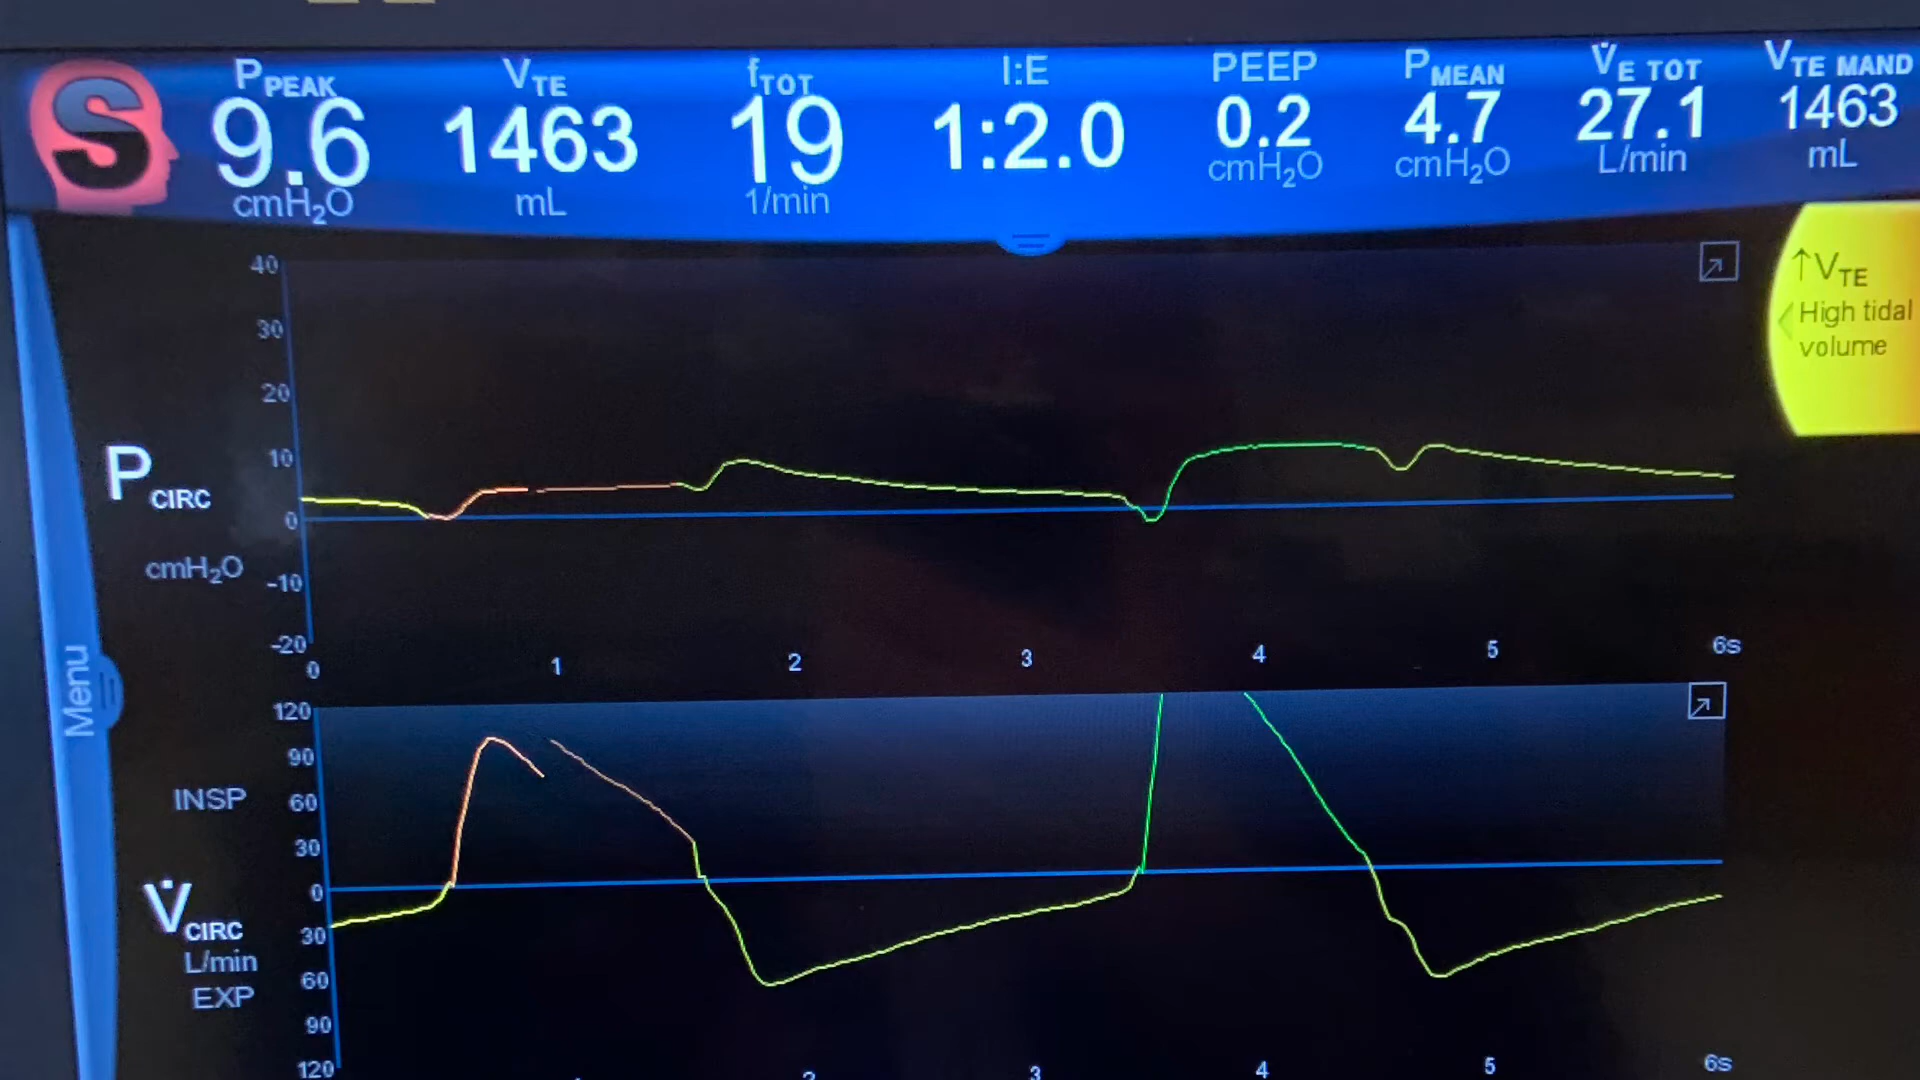 S
PPEAK
9.6
cmH2O
VTE
1463
mL
fTOT
19
1/min
I:E
1:2.0
PEEP
0.2
cmH2O
PMEAN
4.7
cmH2O
V̇E TOT
27.1
L/min
VTE MAND
1463
mL
↑VTE
High tidal
volume
40
30
20
10
0
-10
-20
PCIRC
cmH2O
0 1 2 3 4 5 6s
Menu
120
90
60
30
0
30
60
90
120
INSP
V̇CIRC
L/min
EXP
2 3 4 5 6s